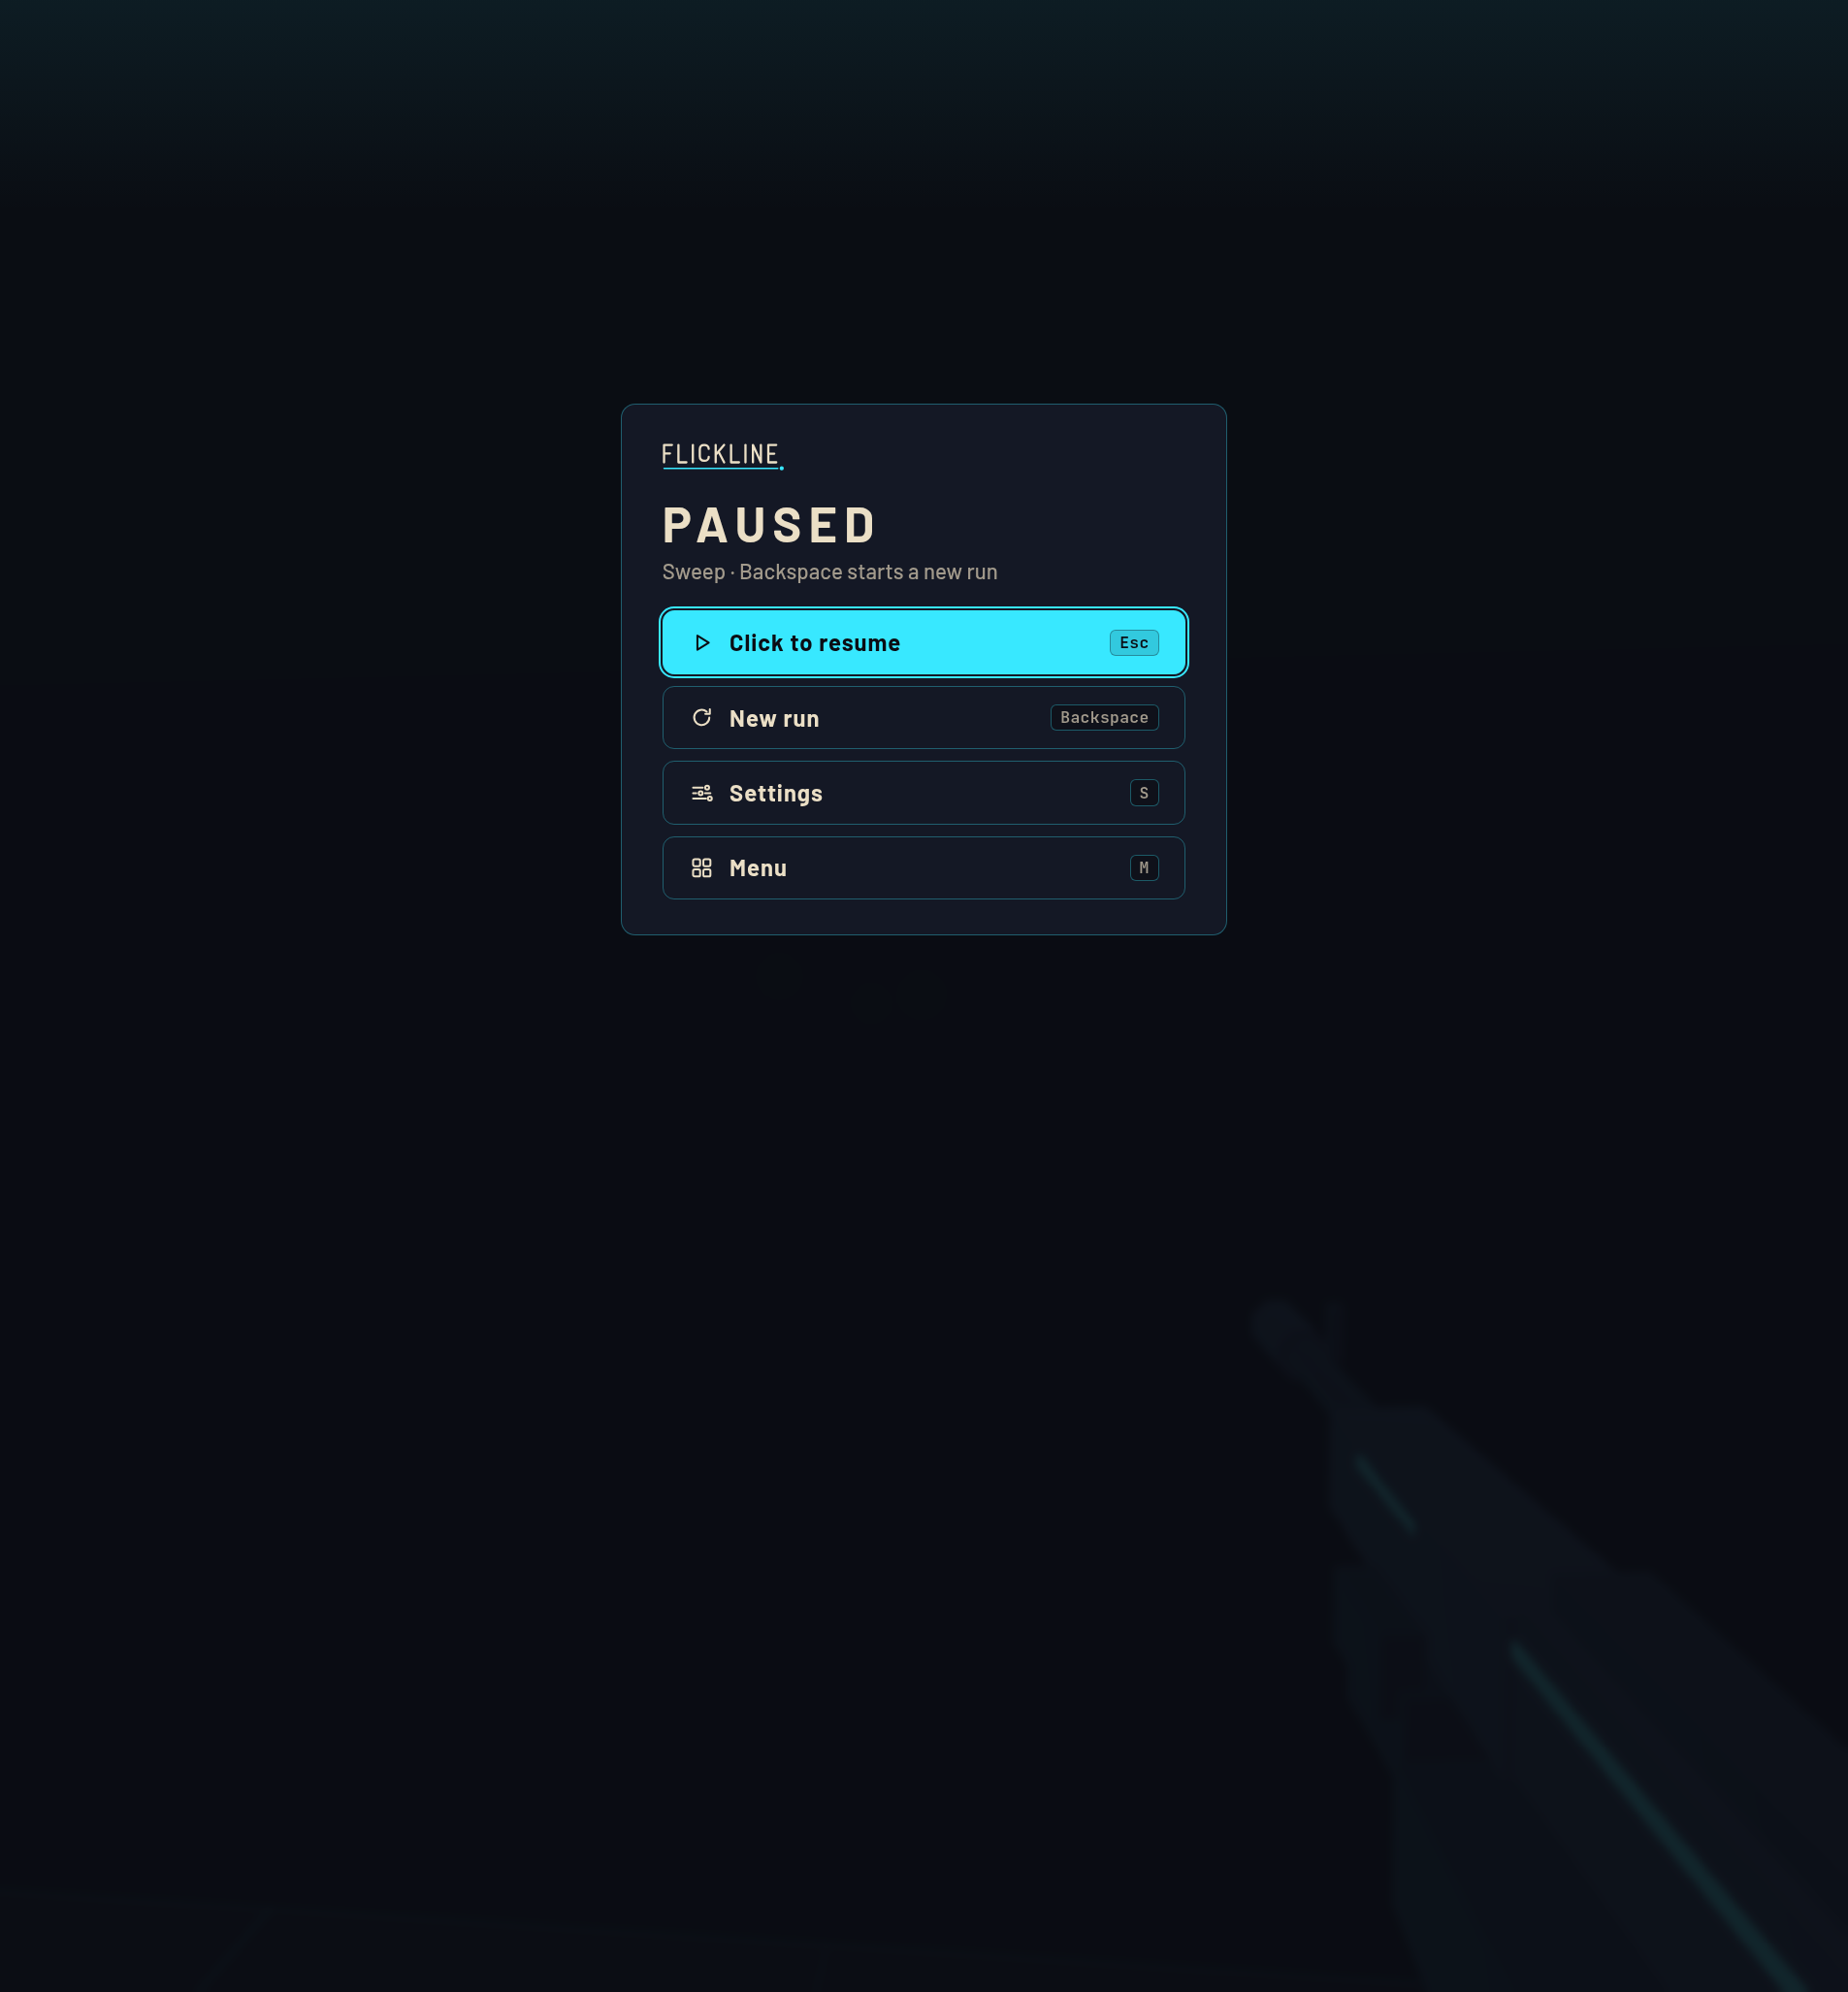 FLICKLINE
PAUSED
Sweep · Backspace starts a new run
Click to resume Esc
New run Backspace
Settings S
Menu M